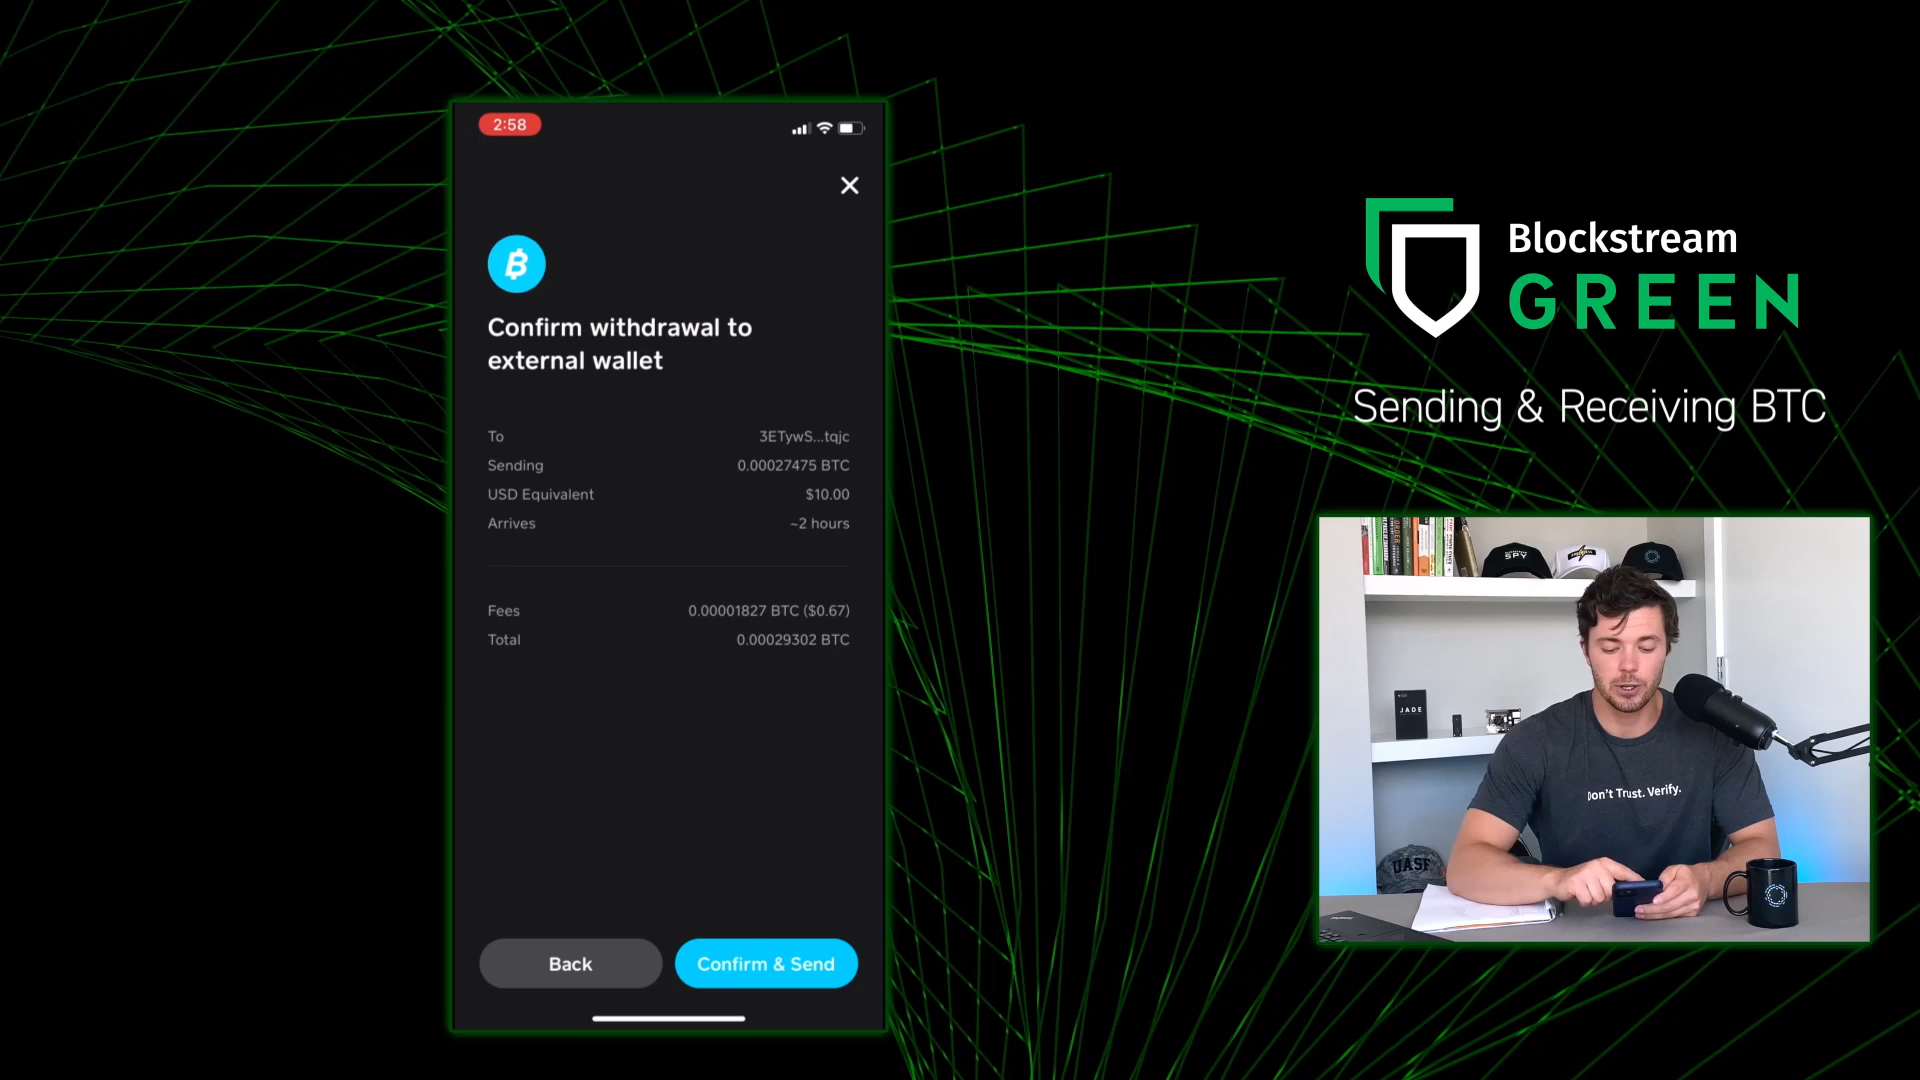 2:58
Confirm withdrawal to
external wallet
To 3ETywS...tqjc
Sending 0.00027475 BTC
USD Equivalent $10.00
Arrives ~2 hours
Fees 0.00001827 BTC ($0.67)
Total 0.00029302 BTC
Back Confirm & Send
Blockstream
GREEN
Sending & Receiving BTC
SPY
JADE
Don't Trust. Verify.
UASF